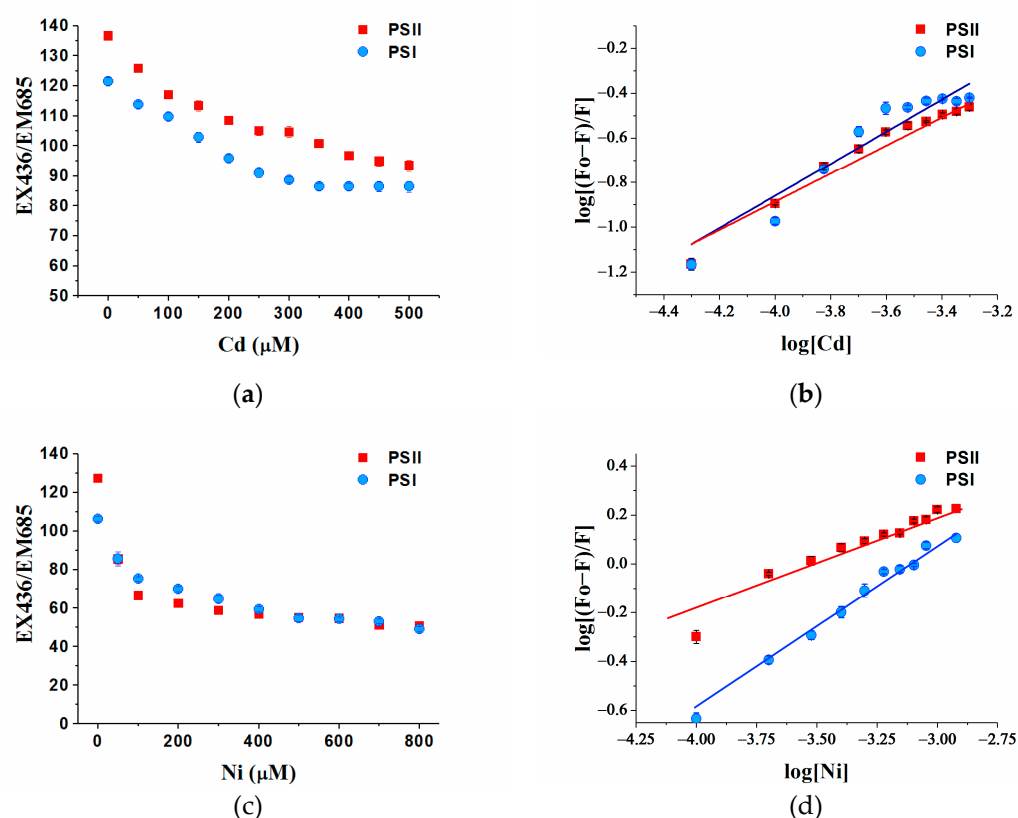 PSII
PSI
140
130
120
110
100
90
80
70
60
50
EX436/EM685
0
100
200
300
400
500
Cd (µM)
(a)
PSII
PSI
−0.2
−0.4
−0.6
−0.8
−1.0
−1.2
log[(Fo−F)/F]
−4.4
−4.0
−3.6
−3.4
−3.2
log[Cd]
(b)
PSII
PSI
140
120
100
80
60
40
20
0
EX436/EM685
0
200
400
600
800
Ni (µM)
(c)
PSII
PSI
0.4
0.2
0.0
−0.2
−0.4
−0.6
log[(Fo−F)/F]
−4.25
−4.00
−3.75
−3.50
−3.25
−3.00
−2.75
log[Ni]
(d)